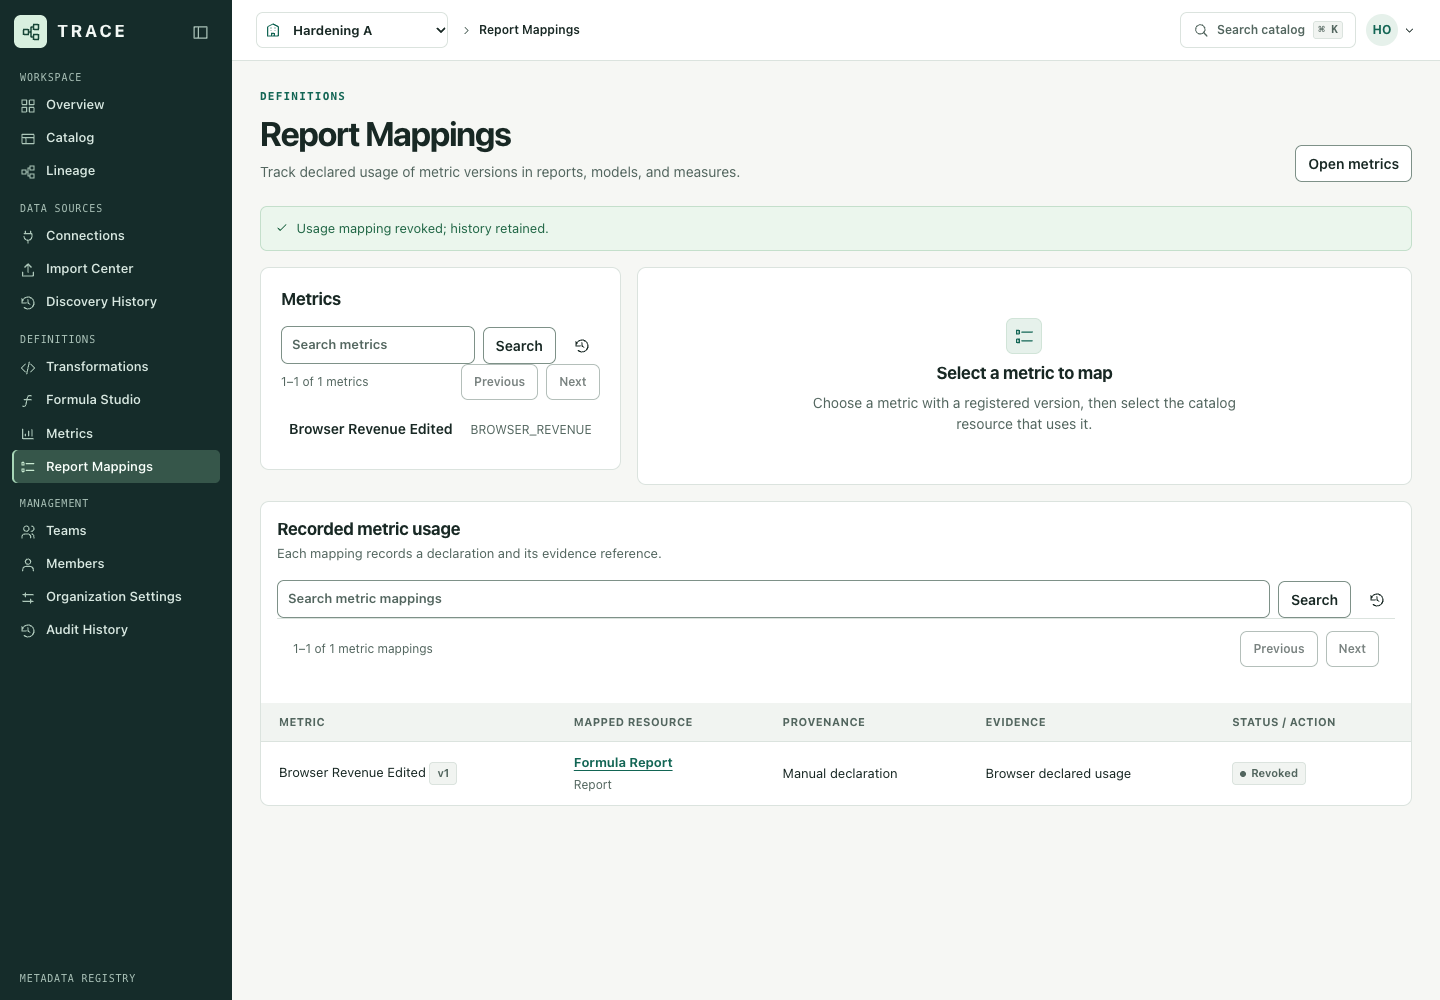 TRACE
WORKSPACE
Overview
Catalog
Lineage
DATA SOURCES
Connections
Import Center
Discovery History
DEFINITIONS
Transformations
Formula Studio
Metrics
Report Mappings
MANAGEMENT
Teams
Members
Organization Settings
Audit History
METADATA REGISTRY
Hardening A
Report Mappings
Search catalog ⌘ K
HO
DEFINITIONS
Report Mappings
Track declared usage of metric versions in reports, models, and measures.
Open metrics
Usage mapping revoked; history retained.
Metrics
Search metrics Search
1–1 of 1 metrics Previous Next
Browser Revenue Edited BROWSER_REVENUE
Select a metric to map
Choose a metric with a registered version, then select the catalog
resource that uses it.
Recorded metric usage
Each mapping records a declaration and its evidence reference.
Search metric mappings Search
1–1 of 1 metric mappings Previous Next
METRIC MAPPED RESOURCE PROVENANCE EVIDENCE STATUS / ACTION
Browser Revenue Edited v1 Formula Report Manual declaration Browser declared usage Revoked
Report